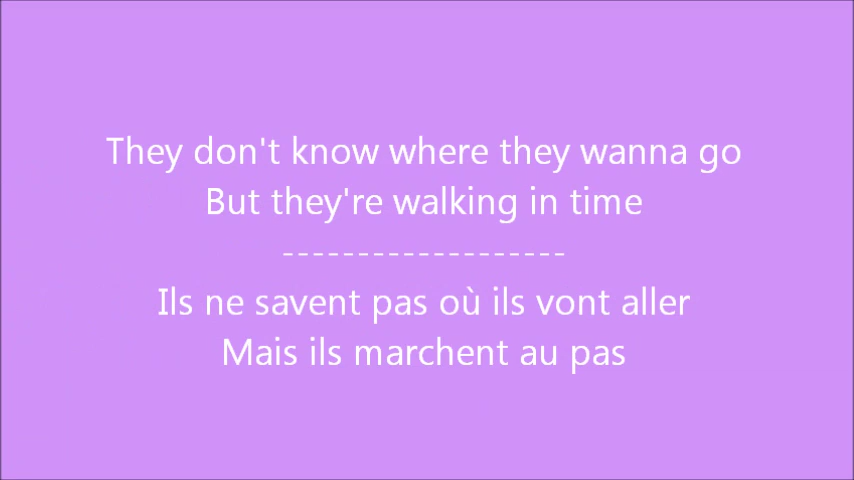 They don't know where they wanna go
But they're walking in time
-------------------
Ils ne savent pas où ils vont aller
Mais ils marchent au pas